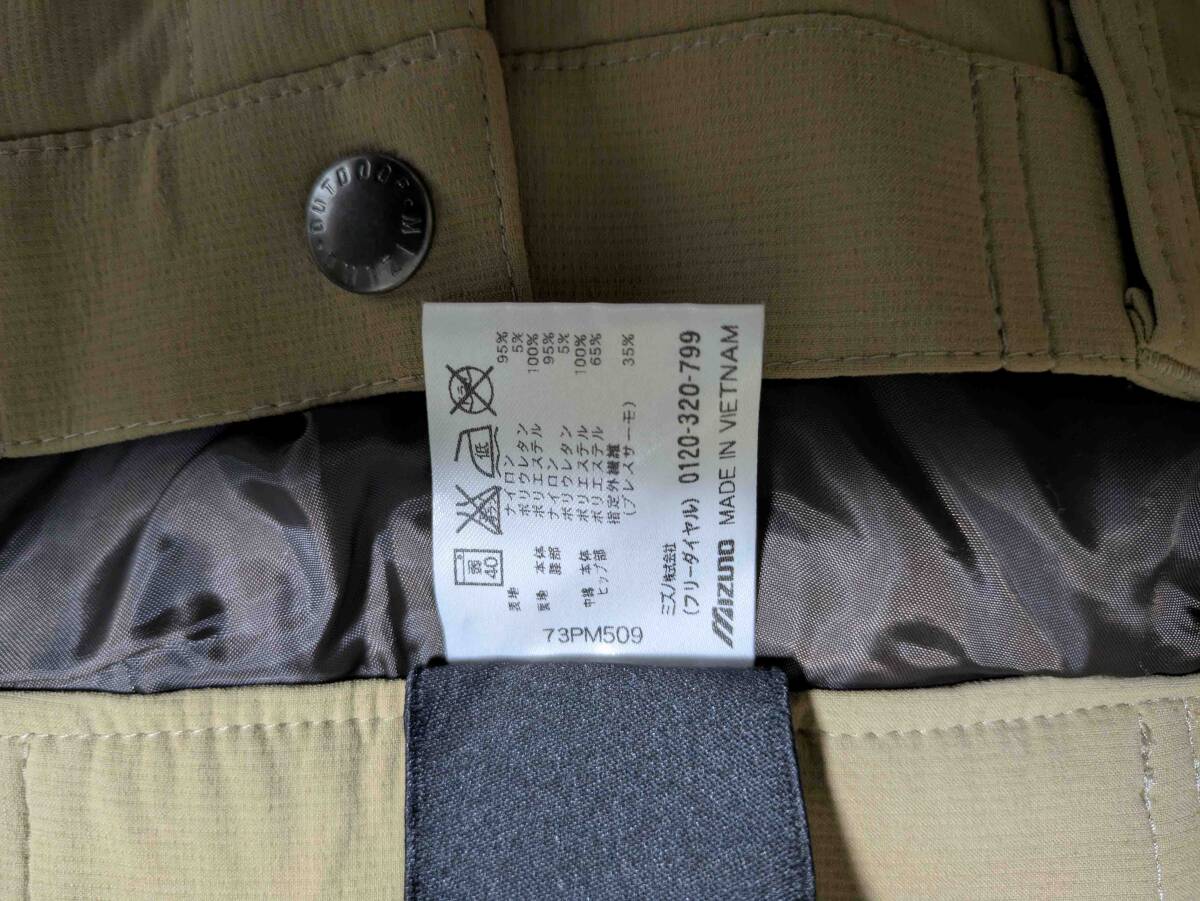 OUTDOOR・MIZUNO
弱
40
低
表地 ナイロン 95%
ポリウレタン 5%
裏地 本体 ポリエステル 100%
膝部 ナイロン 95%
ポリウレタン 5%
中綿 本体 ポリエステル 100%
ヒップ部 ポリエステル 65%
指定外繊維
(ブレスサーモ) 35%
ミズノ株式会社
(フリーダイヤル) 0120-320-799
MIZUNO MADE IN VIETNAM
73PM509